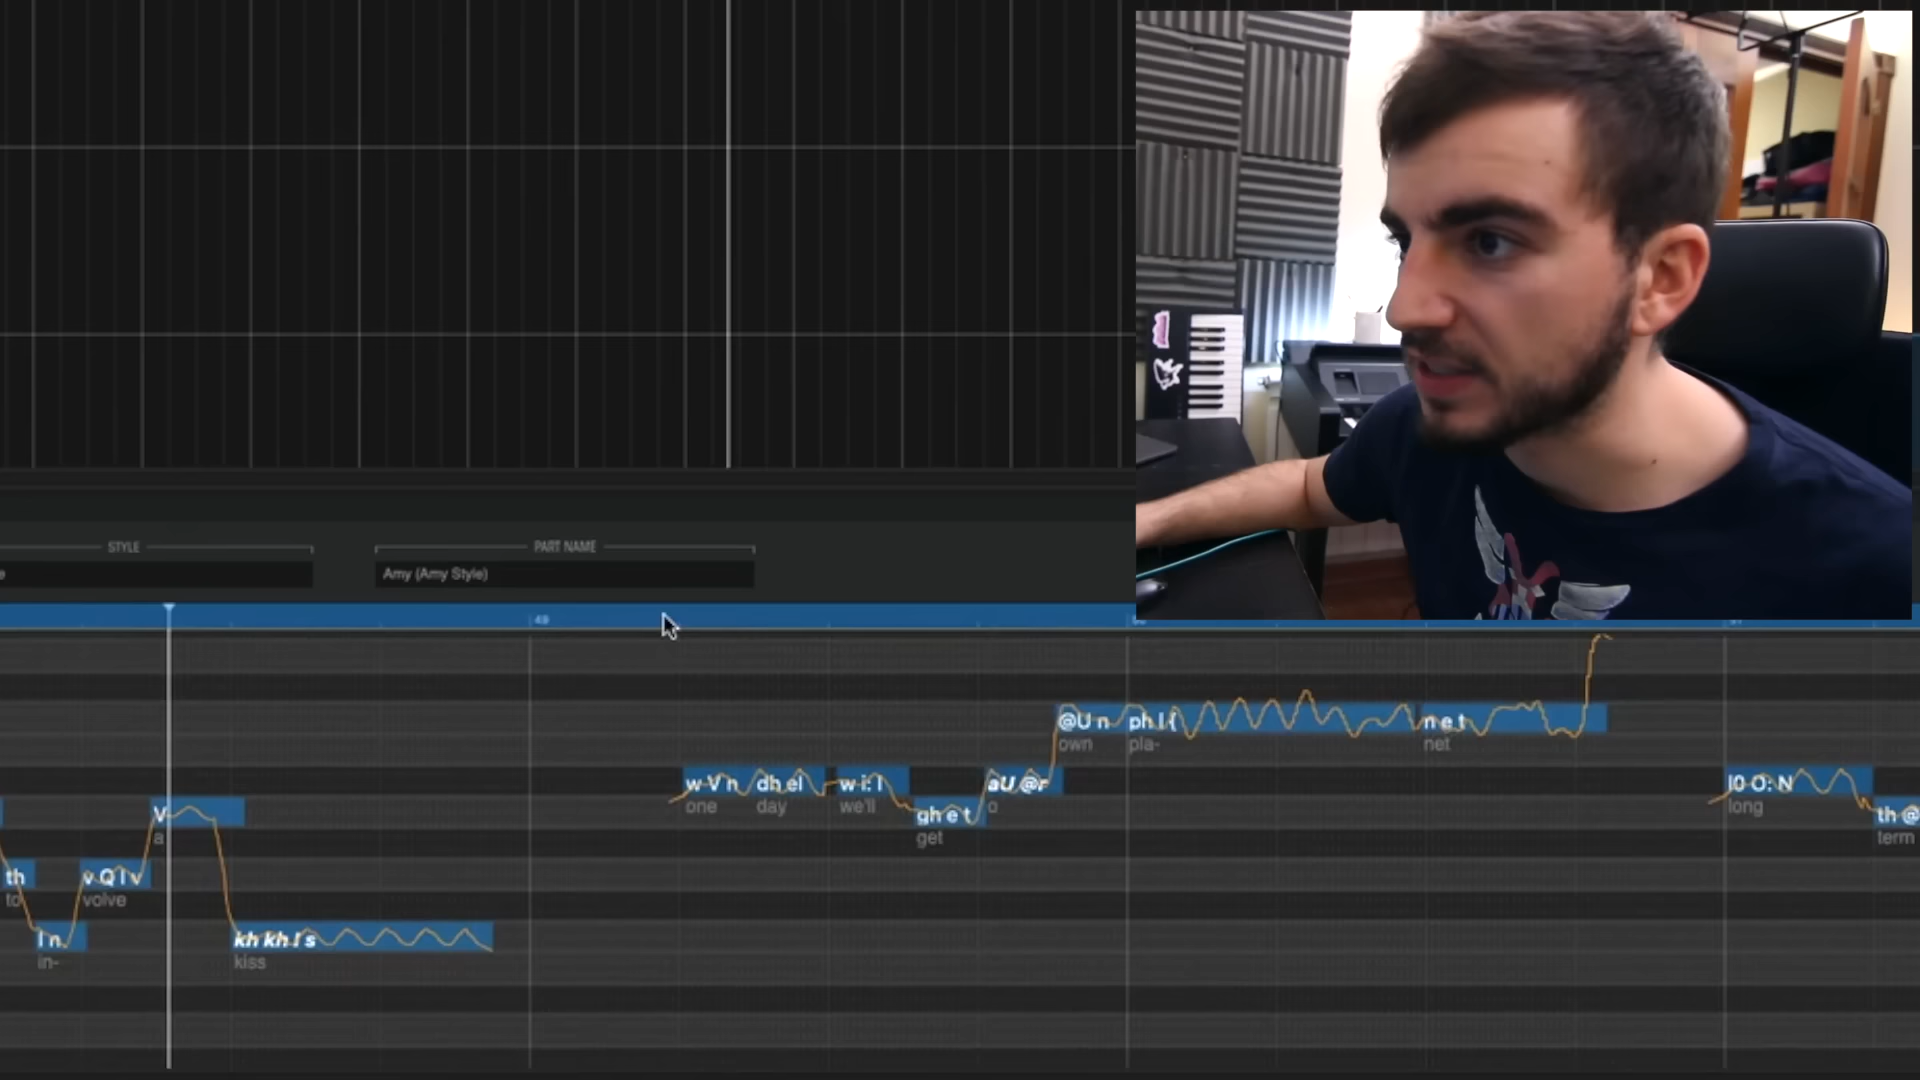 STYLE
PART NAME
Amy (Amy Style)
49
@U n
ph l {
n e t
own
pla-
net
w V n
dh eI
w i: l
aU @r
l0 O: N
one
day
we'll
o
long
V
gh e t
th @
a
get
term
th
v Q l v
to
volve
I n
kh kh I s
in-
kiss